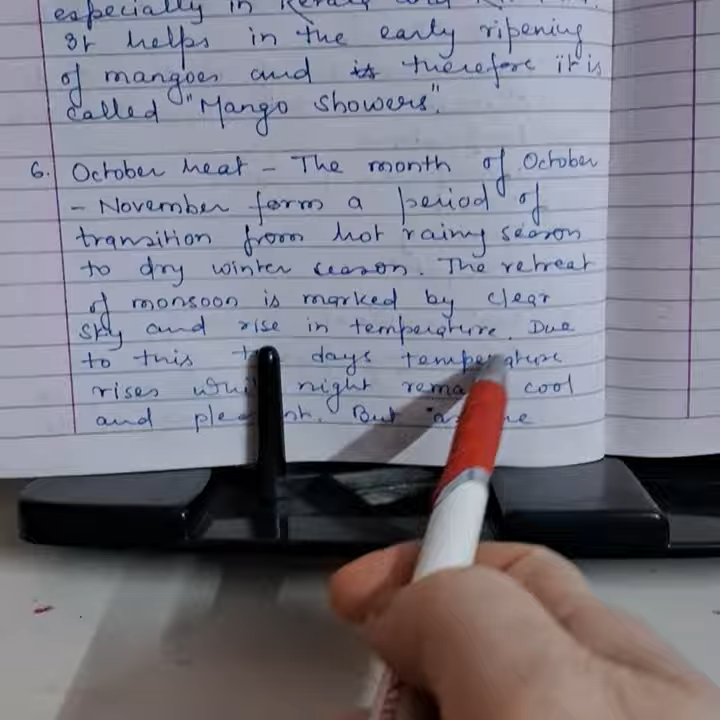 especially in Kerala and
It helps in the early ripening
of mangoes and therefore it is
called "Mango showers".
6. October heat - The month of October
- November form a period of
transition from hot rainy season
to dry winter season. The retreat
of monsoon is marked by clear
sky and rise in temperature. Due
to this days temperature
rises night cool
and But